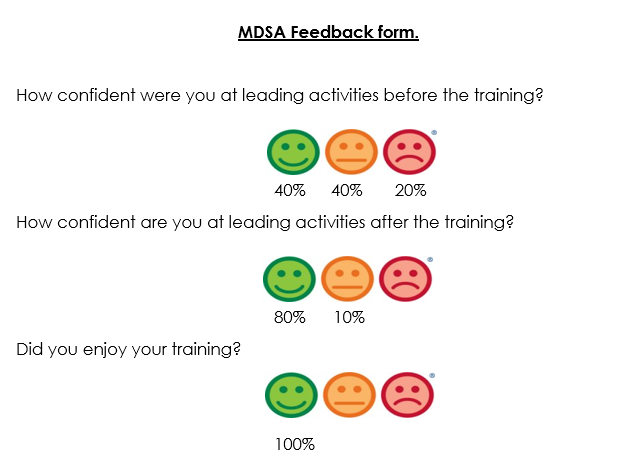 MDSA Feedback form.
How confident were you at leading activities before the training?
®
40% 40% 20%
How confident are you at leading activities after the training?
®
80% 10%
Did you enjoy your training?
®
100%